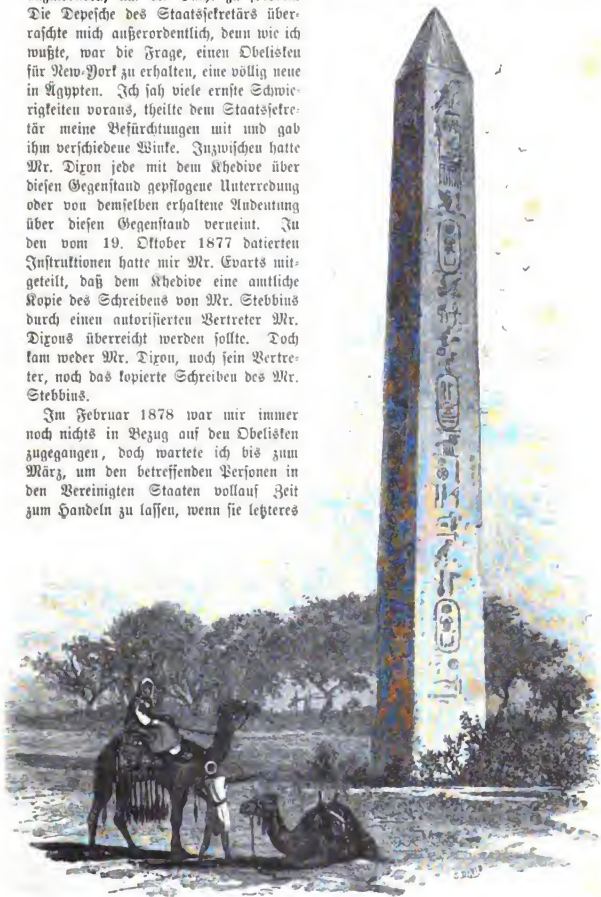 Die Depesche des Staatssekretärs über-
raschte mich außerordentlich, denn wie ich
wußte, war die Frage, einen Obelisken
für New-York zu erhalten, eine völlig neue
in Ägypten. Ich sah viele ernste Schwie-
rigkeiten voraus, theilte dem Staatssekre-
tär meine Befürchtungen mit und gab
ihm verschiedene Winke. Inzwischen hatte
Mr. Dixon jede mit dem Khedive über
diesen Gegenstand gepflogene Unterredung
oder von demselben erhaltene Andeutung
über diesen Gegenstand verneint. In
den vom 19. Oktober 1877 datierten
Instruktionen hatte mir Mr. Evarts mit-
geteilt, daß dem Khedive eine amtliche
Kopie des Schreibens von Mr. Stebbins
durch einen autorisierten Vertreter Mr.
Dixons überreicht werden sollte. Doch
kam weder Mr. Dixon, noch sein Vertre-
ter, noch das kopierte Schreiben des Mr.
Stebbins.
Im Februar 1878 war mir immer
noch nichts in Bezug auf den Obelisken
zugegangen, doch wartete ich bis zum
März, um den betreffenden Personen in
den Vereinigten Staaten vollauf Zeit
zum Handeln zu lassen, wenn sie letzteres